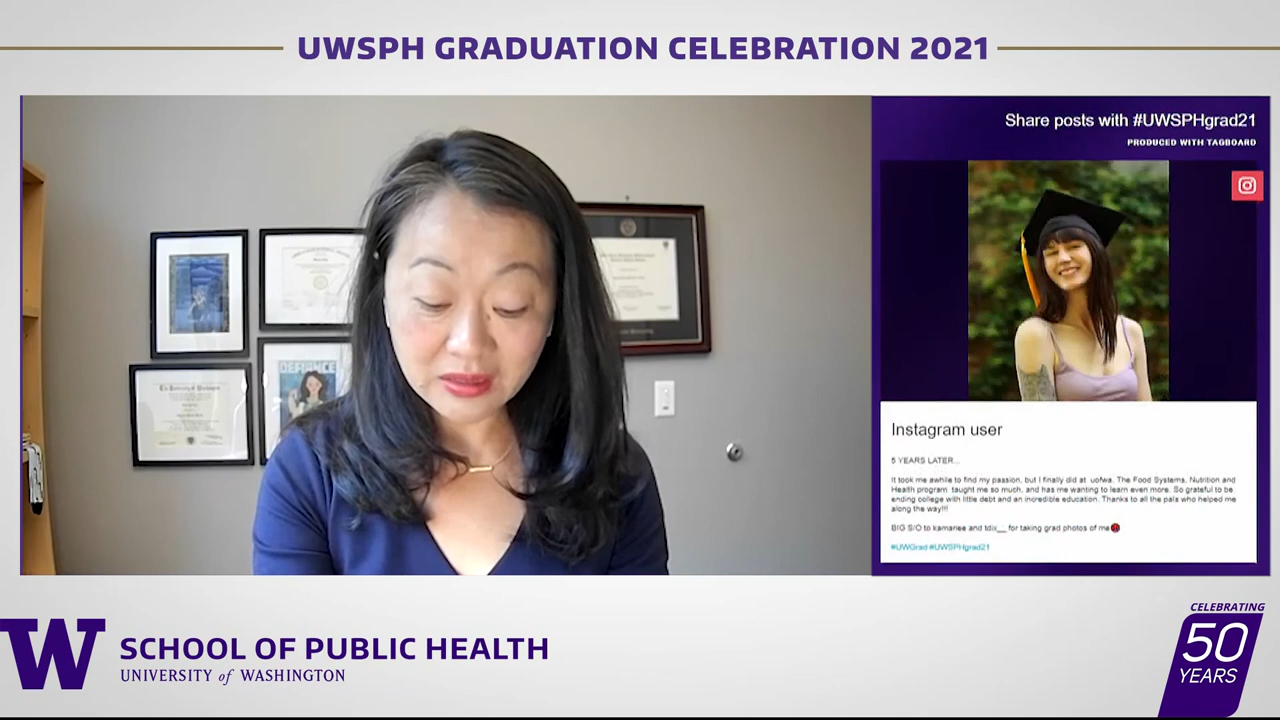 UWSPH GRADUATION CELEBRATION 2021
Share posts with #UWSPHgrad21
PRODUCED WITH TAGBOARD
DEFIANCE
Instagram user
5 YEARS LATER...
It took me awhile to find my passion, but I finally did at uofwa. The Food Systems, Nutrition and
Health program taught me so much, and has me wanting to learn even more. So grateful to be
ending college with little debt and an incredible education. Thanks to all the pals who helped me
along the way!!!
BIG S/O to kamariee and tdix__ for taking grad photos of me
#UWGrad #UWSPHgrad21
W SCHOOL OF PUBLIC HEALTH
UNIVERSITY of WASHINGTON
CELEBRATING
50
YEARS